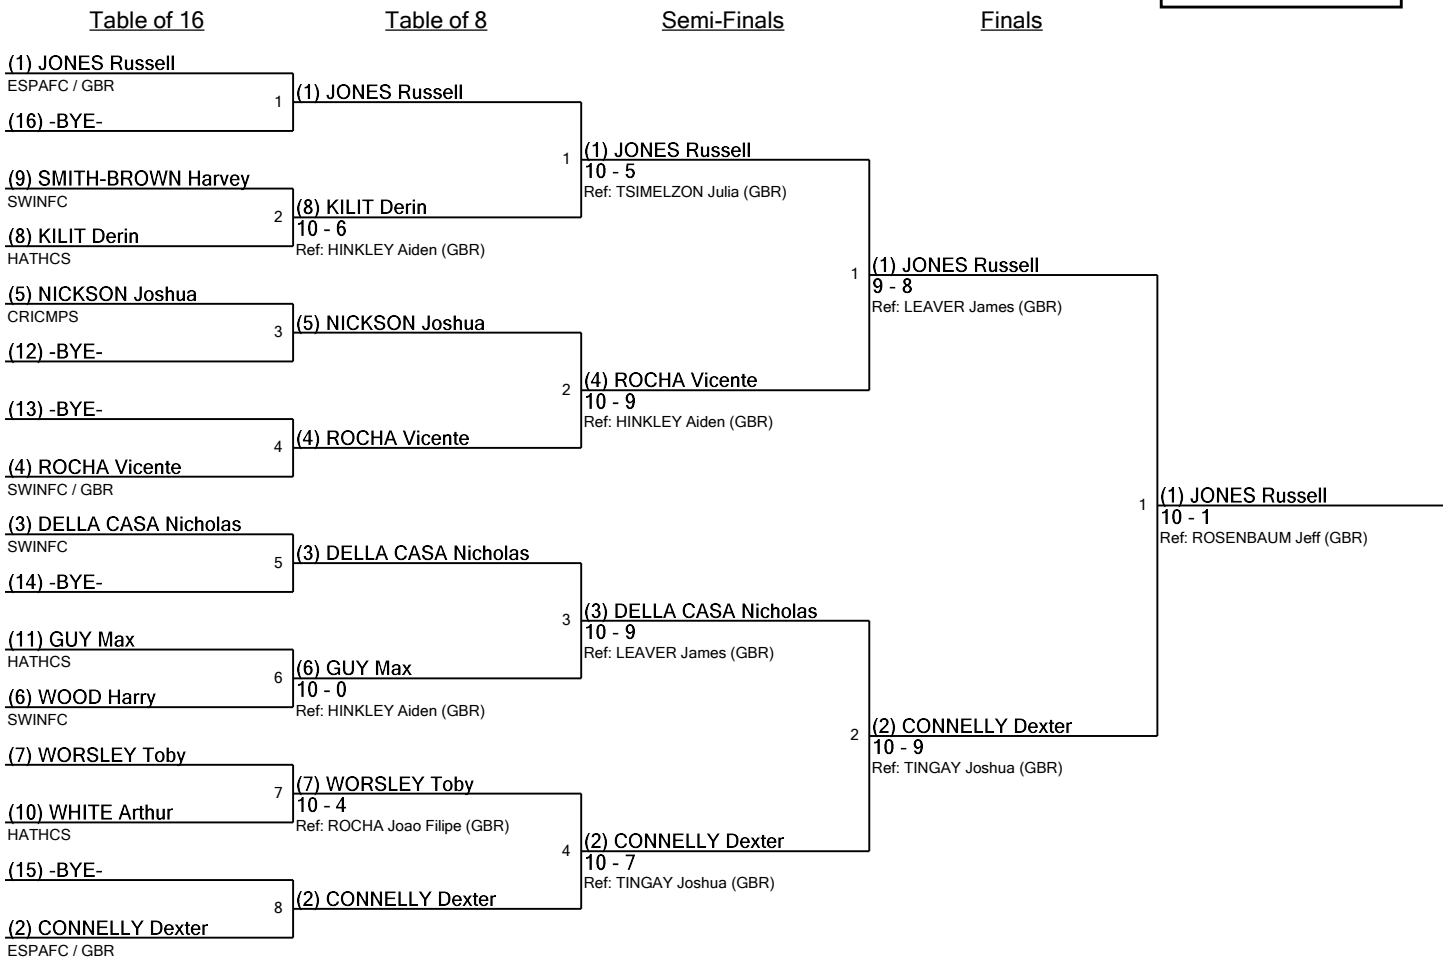 Table of 16
Table of 8
Semi-Finals
Finals
(1) JONES Russell
ESPAFC / GBR
1
(16) -BYE-
(9) SMITH-BROWN Harvey
SWINFC
2
(8) KILIT Derin
HATHCS
(5) NICKSON Joshua
CRICMPS
3
(12) -BYE-
(13) -BYE-
4
(4) ROCHA Vicente
SWINFC / GBR
(3) DELLA CASA Nicholas
SWINFC
5
(14) -BYE-
(11) GUY Max
HATHCS
6
(6) WOOD Harry
SWINFC
(7) WORSLEY Toby
7
(10) WHITE Arthur
HATHCS
(15) -BYE-
8
(2) CONNELLY Dexter
ESPAFC / GBR
(1) JONES Russell
1
(8) KILIT Derin
10 - 6
Ref: HINKLEY Aiden (GBR)
(5) NICKSON Joshua
2
(4) ROCHA Vicente
(3) DELLA CASA Nicholas
3
(6) GUY Max
10 - 0
Ref: HINKLEY Aiden (GBR)
(7) WORSLEY Toby
10 - 4
Ref: ROCHA Joao Filipe (GBR)
4
(2) CONNELLY Dexter
(1) JONES Russell
10 - 5
Ref: TSIMELZON Julia (GBR)
1
(4) ROCHA Vicente
10 - 9
Ref: HINKLEY Aiden (GBR)
(3) DELLA CASA Nicholas
10 - 9
Ref: LEAVER James (GBR)
2
(2) CONNELLY Dexter
10 - 7
Ref: TINGAY Joshua (GBR)
(1) JONES Russell
9 - 8
Ref: LEAVER James (GBR)
1
(2) CONNELLY Dexter
10 - 9
Ref: TINGAY Joshua (GBR)
(1) JONES Russell
10 - 1
Ref: ROSENBAUM Jeff (GBR)